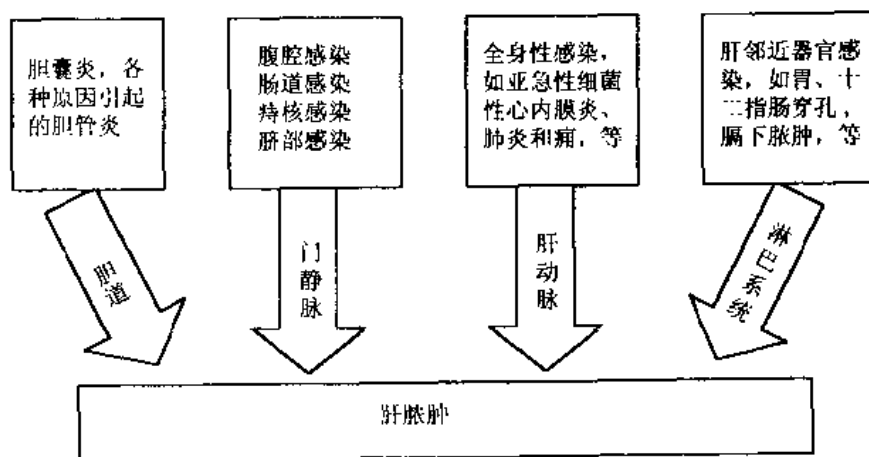 胆囊炎，各
种原因引起
的胆管炎
腹腔感染
肠道感染
痔核感染
脐部感染
全身性感染，
如亚急性细菌
性心内膜炎、
肺炎和痈，等
肝邻近器官感
染，如胃、十
二指肠穿孔，
膈下脓肿，等
胆道
门静脉
肝动脉
淋巴系统
肝脓肿